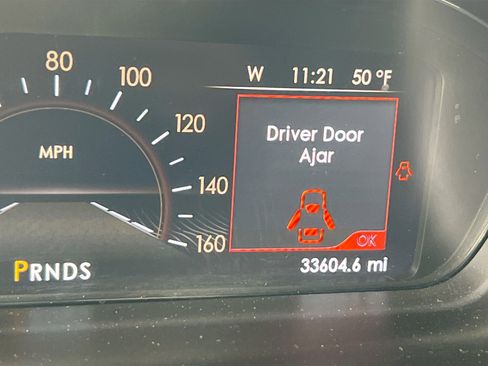 80
100
120
140
160
MPH
PRNDS
W 11:21 50 °F
Driver Door
Ajar
OK
33604.6 mi